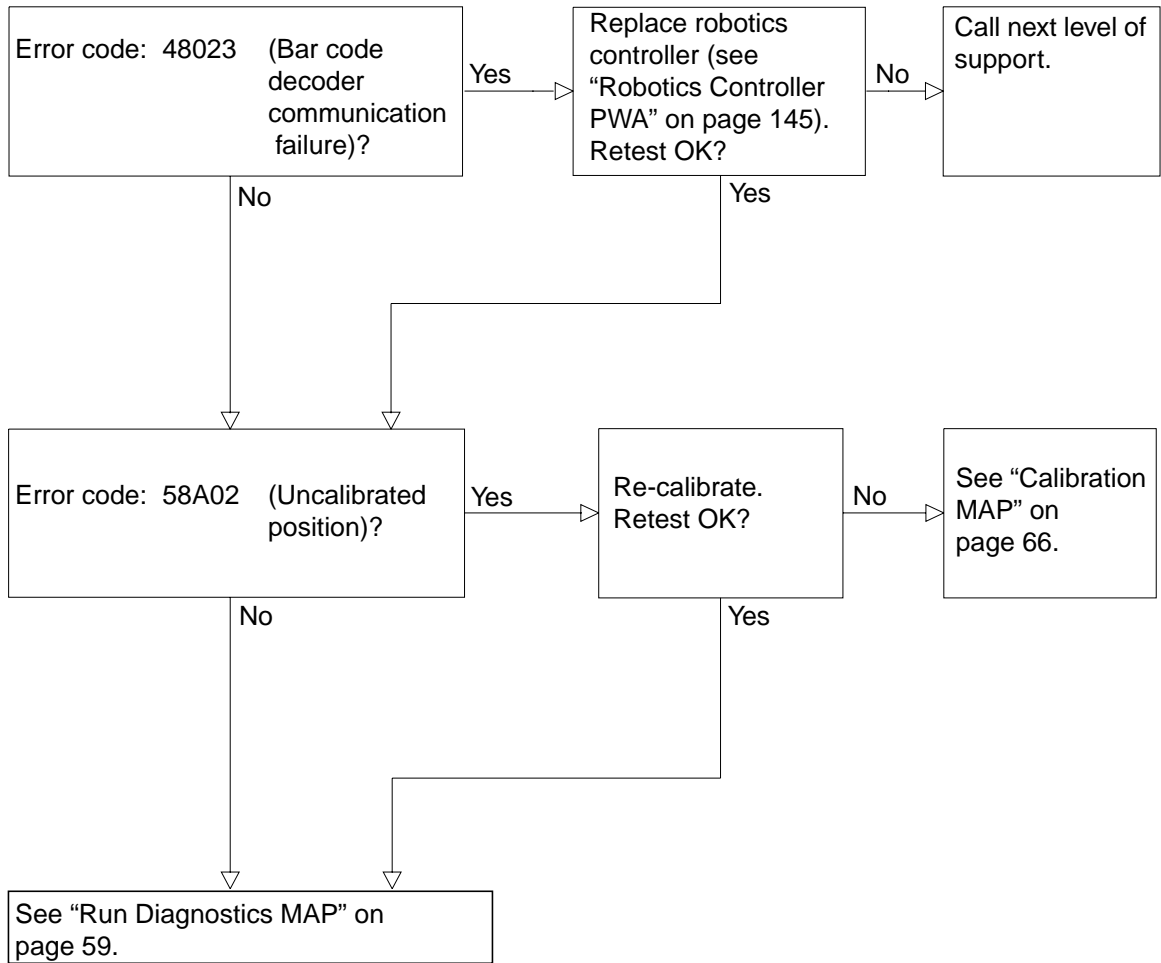 Error code: 48023 (Bar code
decoder
communication
failure)?
Yes
Replace robotics
controller (see
“Robotics Controller
PWA” on page 145).
Retest OK?
No
Call next level of
support.
No
Yes
Error code: 58A02 (Uncalibrated
position)?
Yes
Re-calibrate.
Retest OK?
No
See “Calibration
MAP” on
page 66.
No
Yes
See “Run Diagnostics MAP” on
page 59.